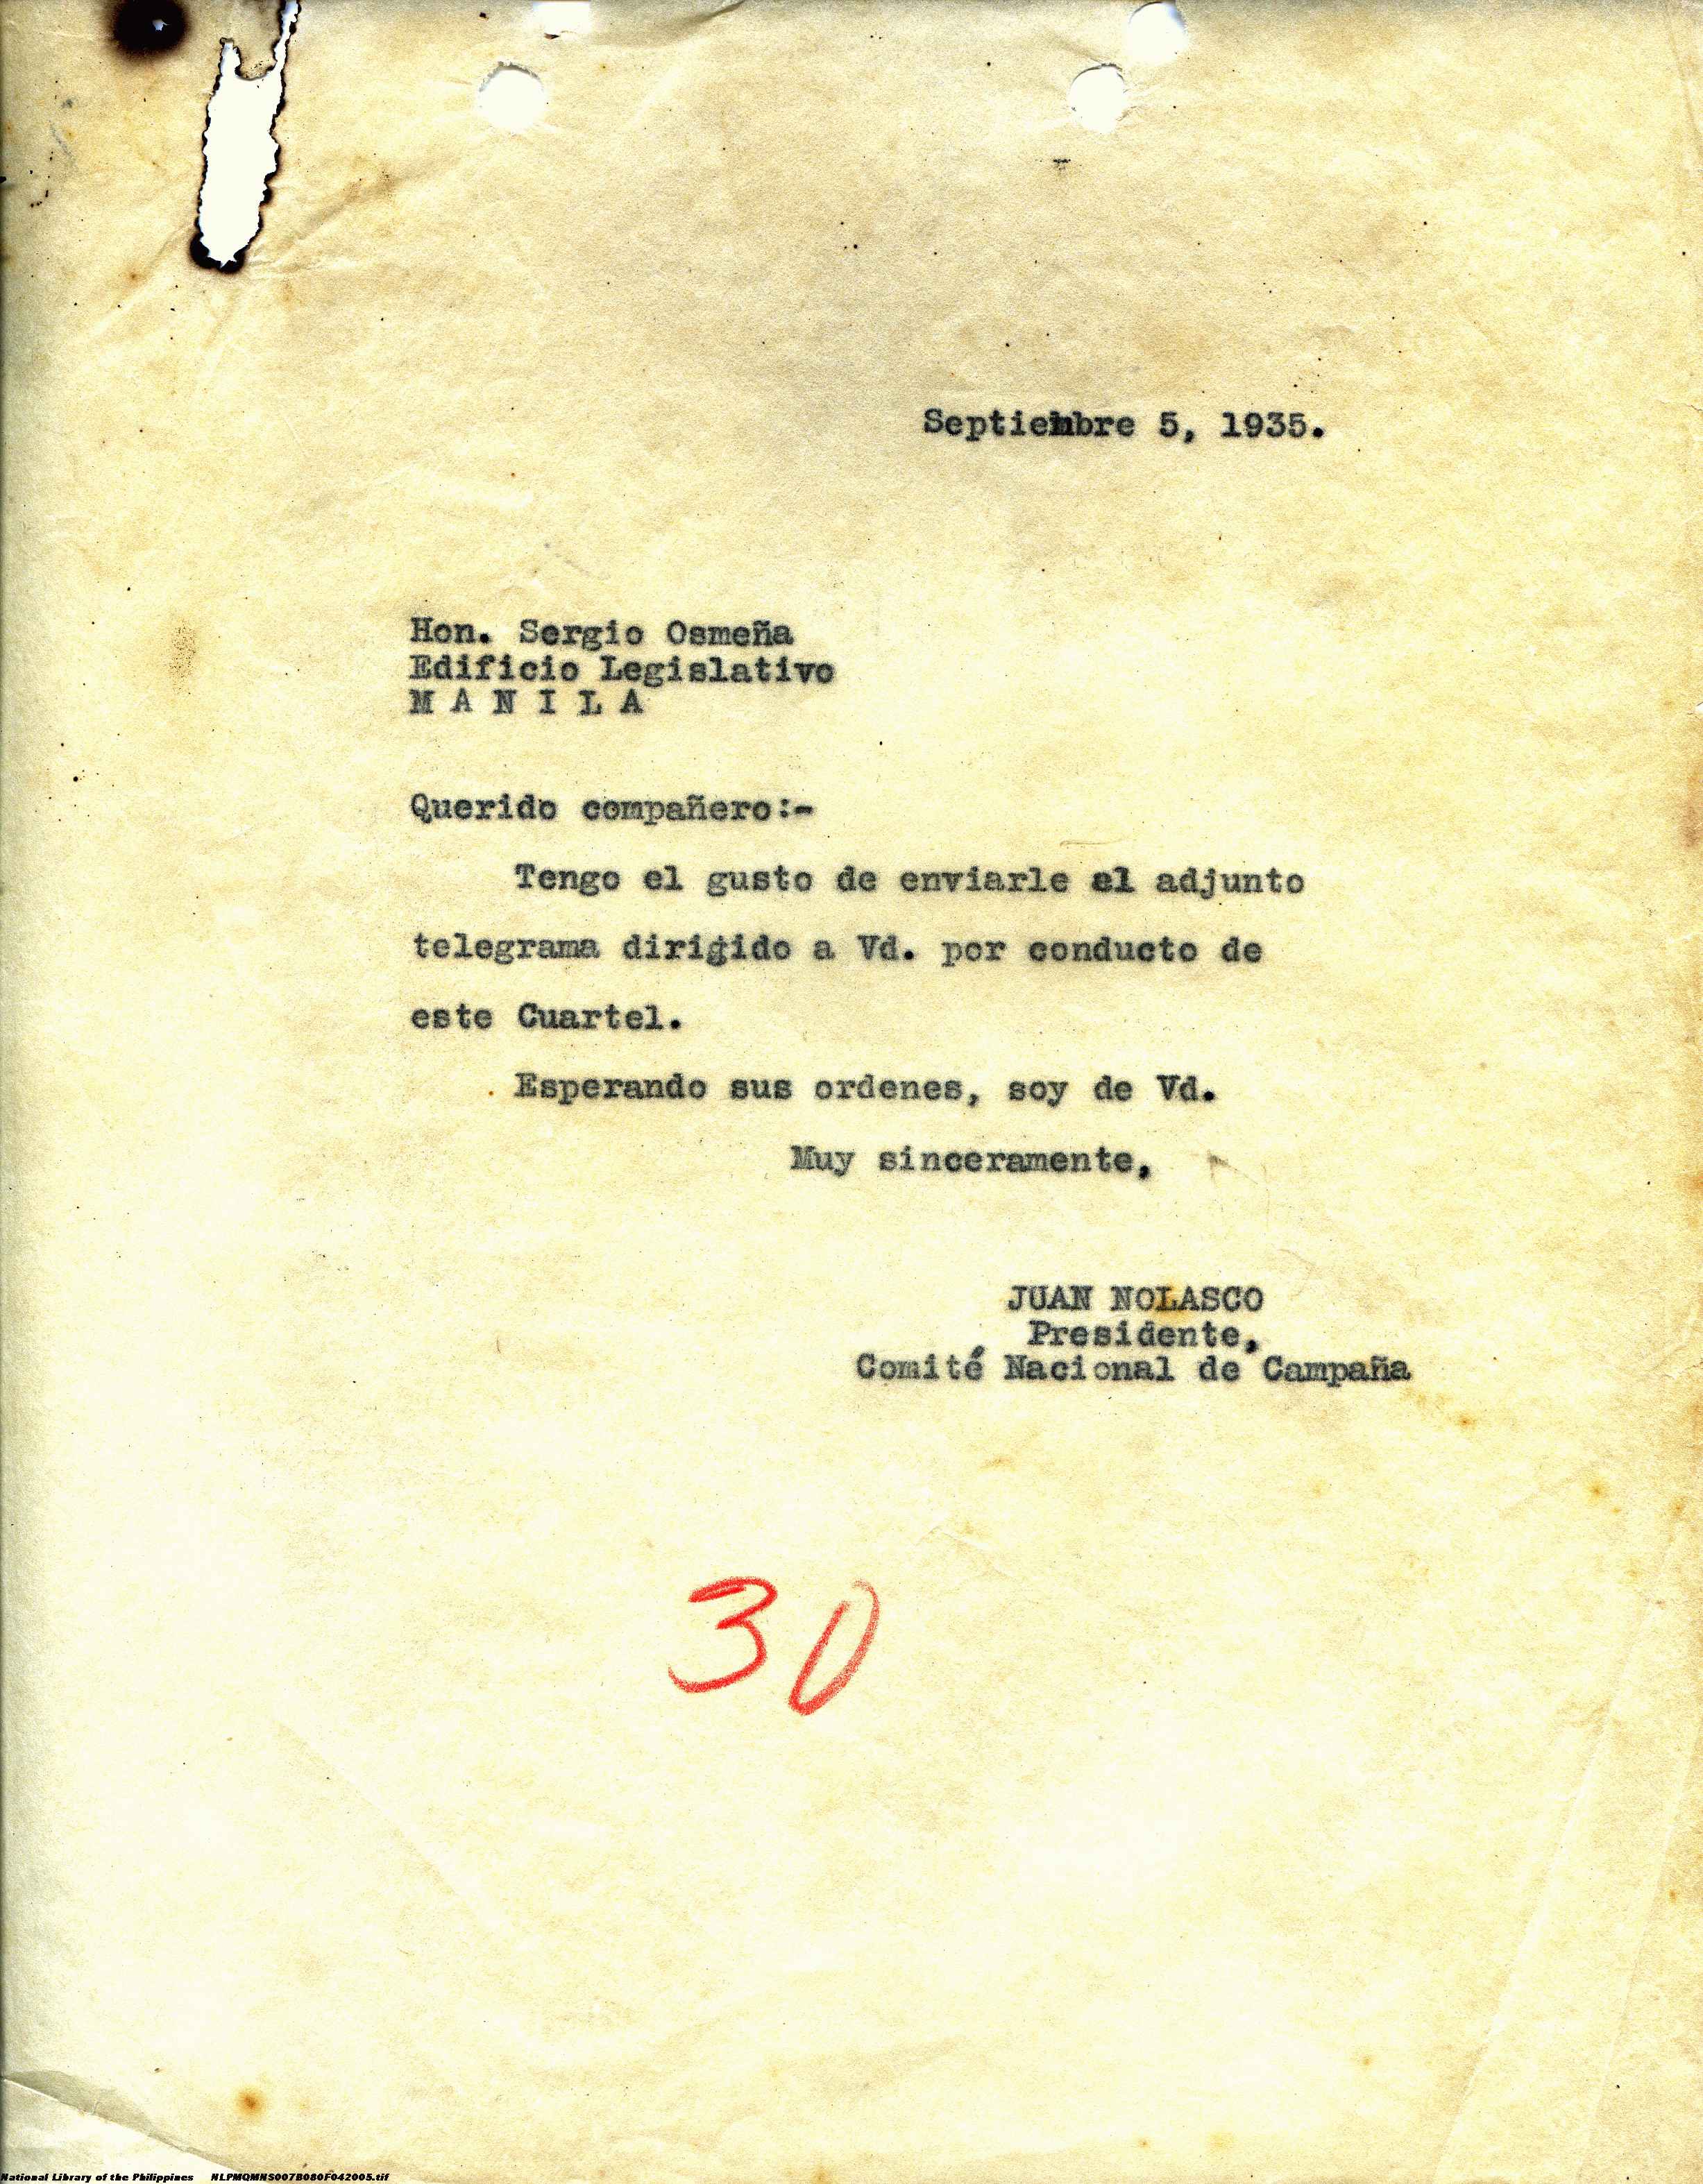 Septiembre 5, 1935.
Hon. Sergio Osmeña
Edificio Legislativo
M A N I L A
Querido compañero:-
Tengo el gusto de enviarle el adjunto
telegrama dirigido a Vd. por conducto de
este Cuartel.
Esperando sus ordenes, soy de Vd.
Muy sinceramente,
JUAN NOLASCO
Presidente,
Comité Nacional de Campaña
30
National Library of the Philippines NLPMQMNS007B080F042005.tif